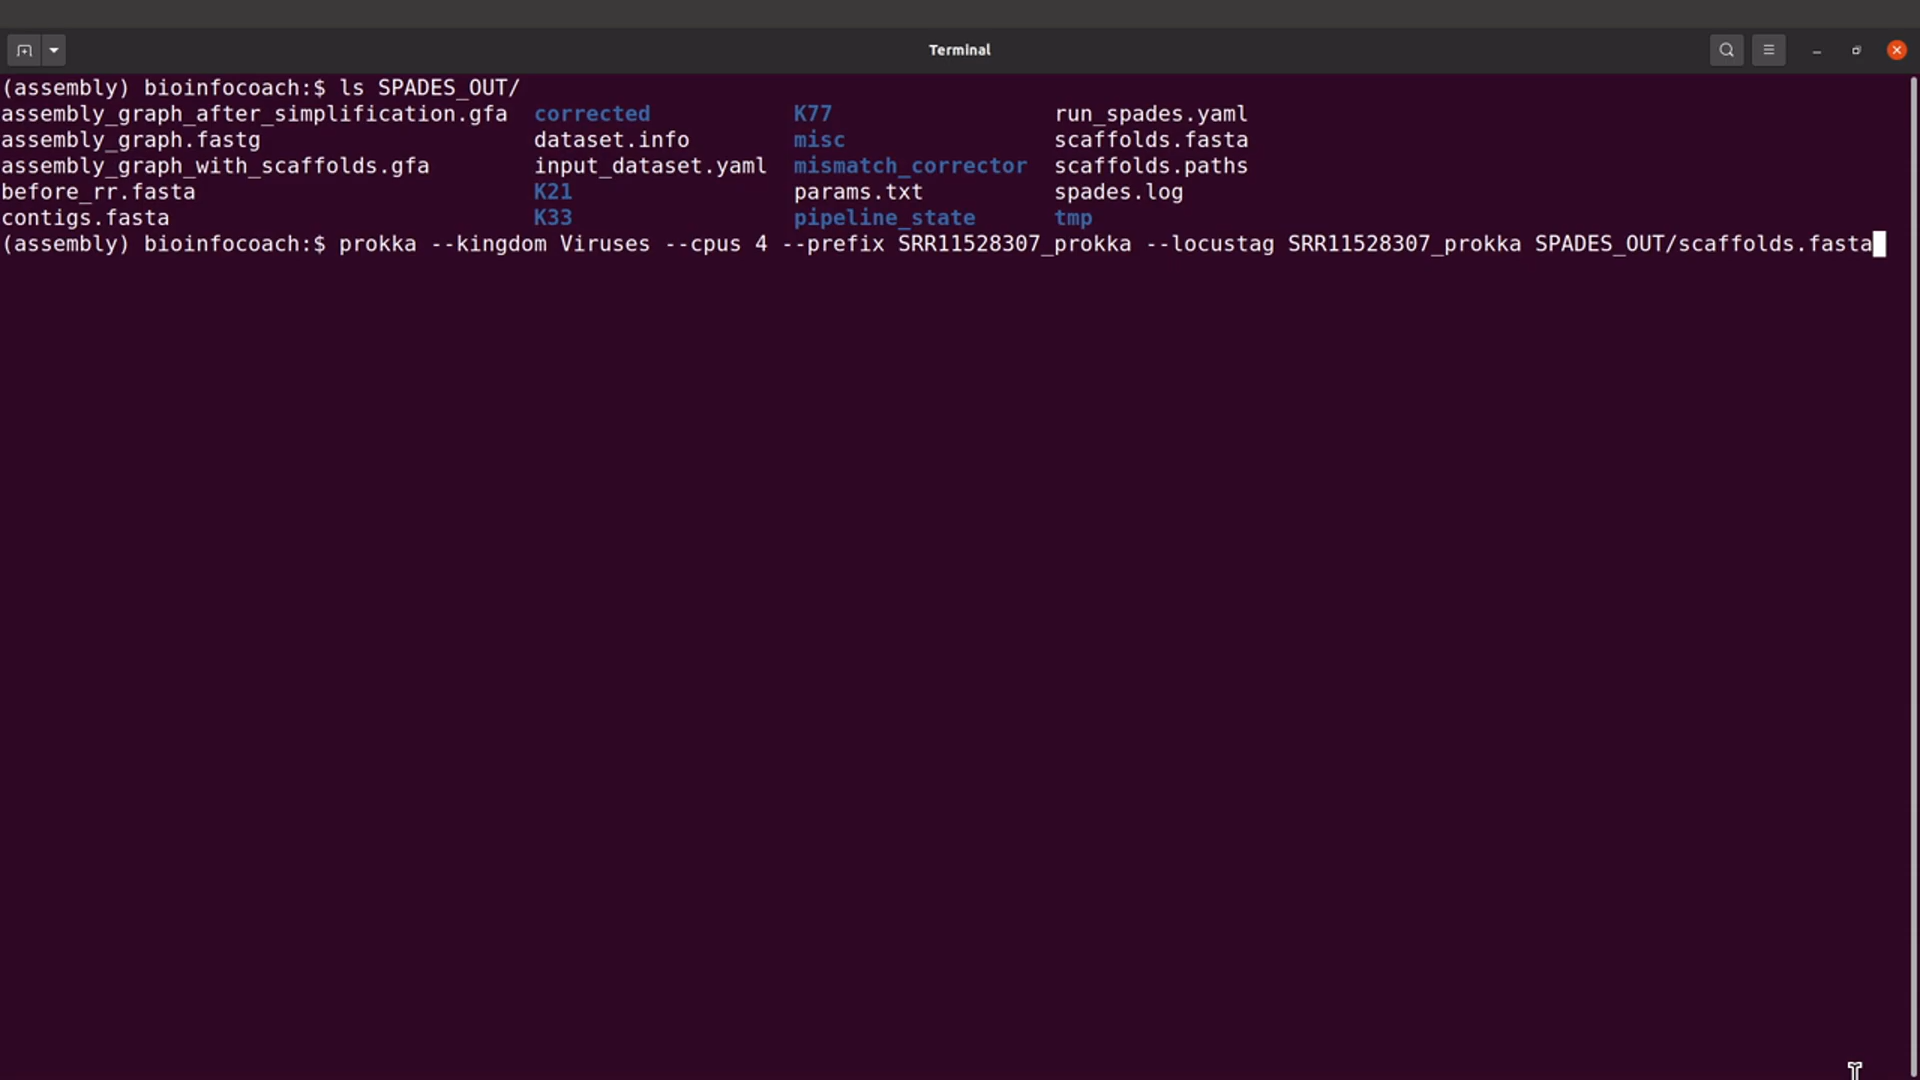 Terminal
(assembly) bioinfocoach:$ ls SPADES_OUT/
assembly_graph_after_simplification.gfa  corrected          K77                 run_spades.yaml
assembly_graph.fastg                     dataset.info       misc                scaffolds.fasta
assembly_graph_with_scaffolds.gfa        input_dataset.yaml  mismatch_corrector  scaffolds.paths
before_rr.fasta                          K21                params.txt          spades.log
contigs.fasta                            K33                pipeline_state      tmp
(assembly) bioinfocoach:$ prokka --kingdom Viruses --cpus 4 --prefix SRR11528307_prokka --locustag SRR11528307_prokka SPADES_OUT/scaffolds.fasta